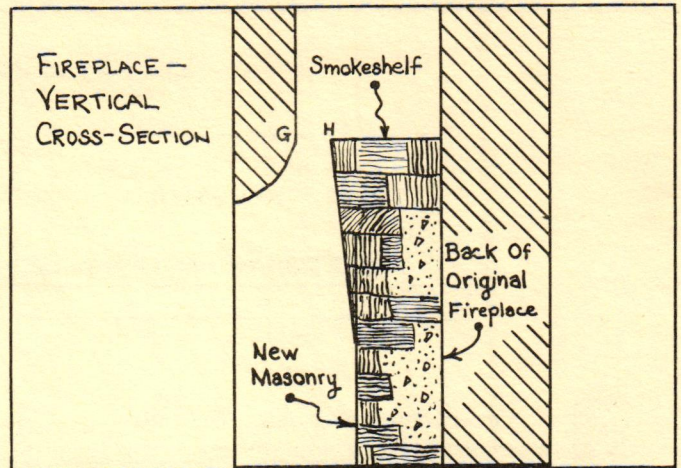 FIREPLACE—
VERTICAL
CROSS-SECTION
Smokeshelf
G
H
Back Of
Original
Fireplace
New
Masonry